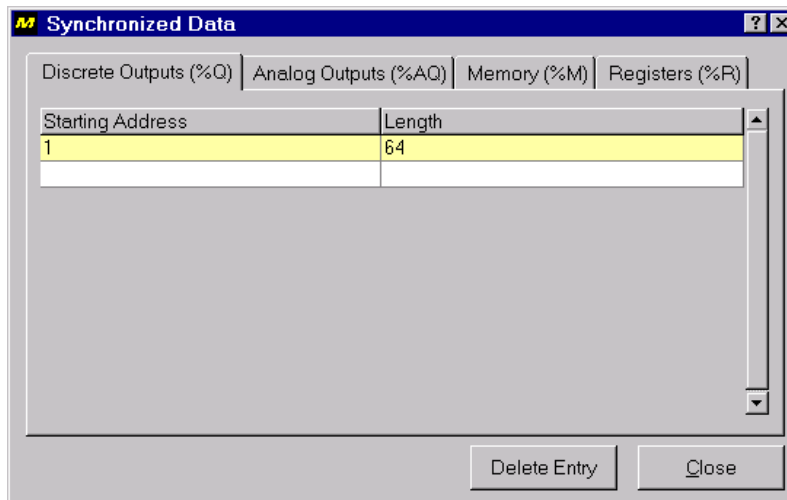 M Synchronized Data ? X
Discrete Outputs (%Q) Analog Outputs (%AQ) Memory (%M) Registers (%R)
Starting Address Length
1 64
Delete Entry Close